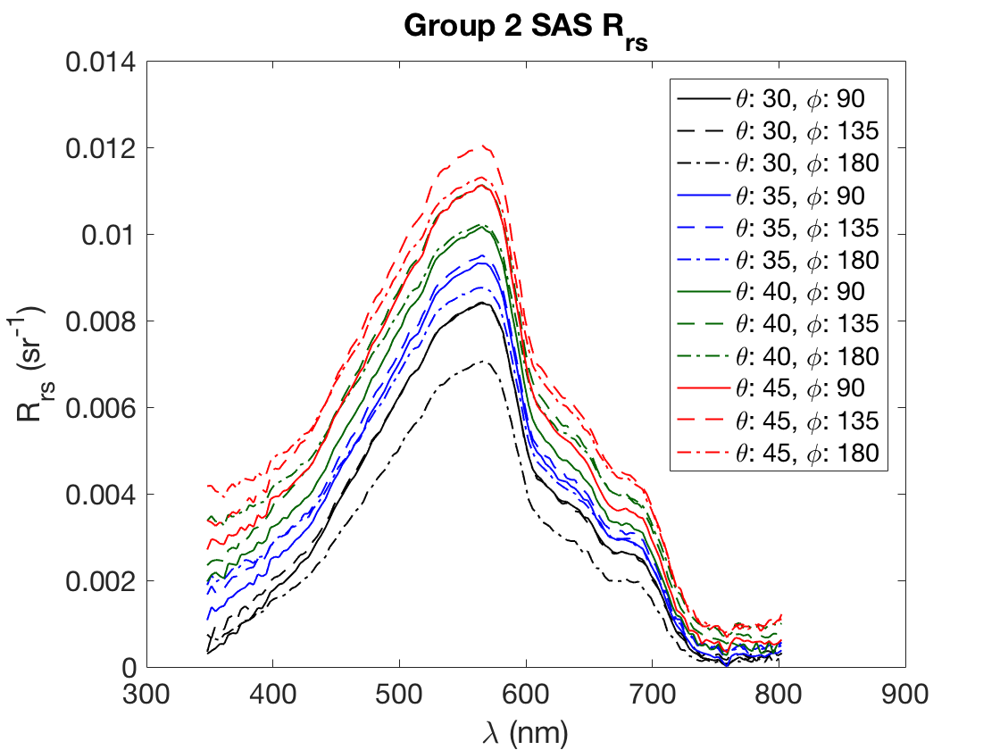 Group 2 SAS R_rs
0.014
0.012
0.01
0.008
0.006
0.004
0.002
0
R_rs (sr^-1)
300 400 500 600 700 800 900
λ (nm)
θ: 30, ϕ: 90
θ: 30, ϕ: 135
θ: 30, ϕ: 180
θ: 35, ϕ: 90
θ: 35, ϕ: 135
θ: 35, ϕ: 180
θ: 40, ϕ: 90
θ: 40, ϕ: 135
θ: 40, ϕ: 180
θ: 45, ϕ: 90
θ: 45, ϕ: 135
θ: 45, ϕ: 180